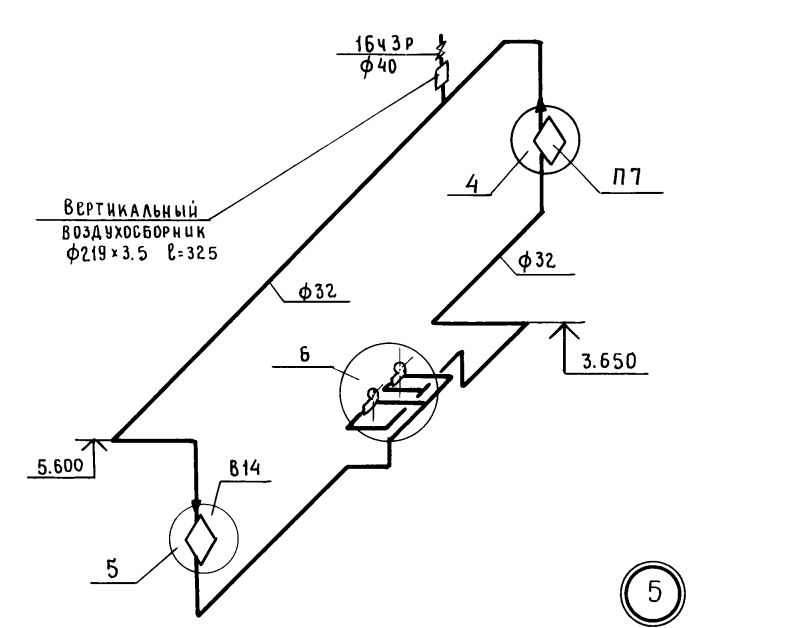 16ч3р
ф40
4
П7
Вертикальный
воздухосборник
ф219×3.5 ℓ=325
ф32
ф32
6
3.650
5.600
В14
5
5